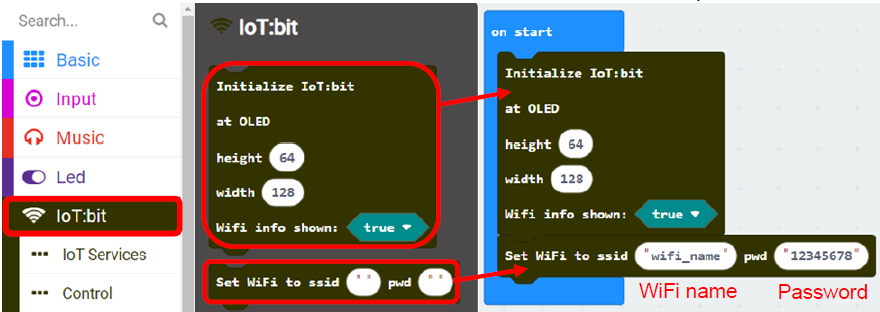 Search...
Basic
Input
Music
Led
IoT:bit
IoT Services
Control
IoT:bit
Initialize IoT:bit
at OLED
height 64
width 128
Wifi info shown: true
Set WiFi to ssid " " pwd " "
on start
Initialize IoT:bit
at OLED
height 64
width 128
Wifi info shown: true
Set WiFi to ssid "wifi_name" pwd "12345678"
WiFi name Password